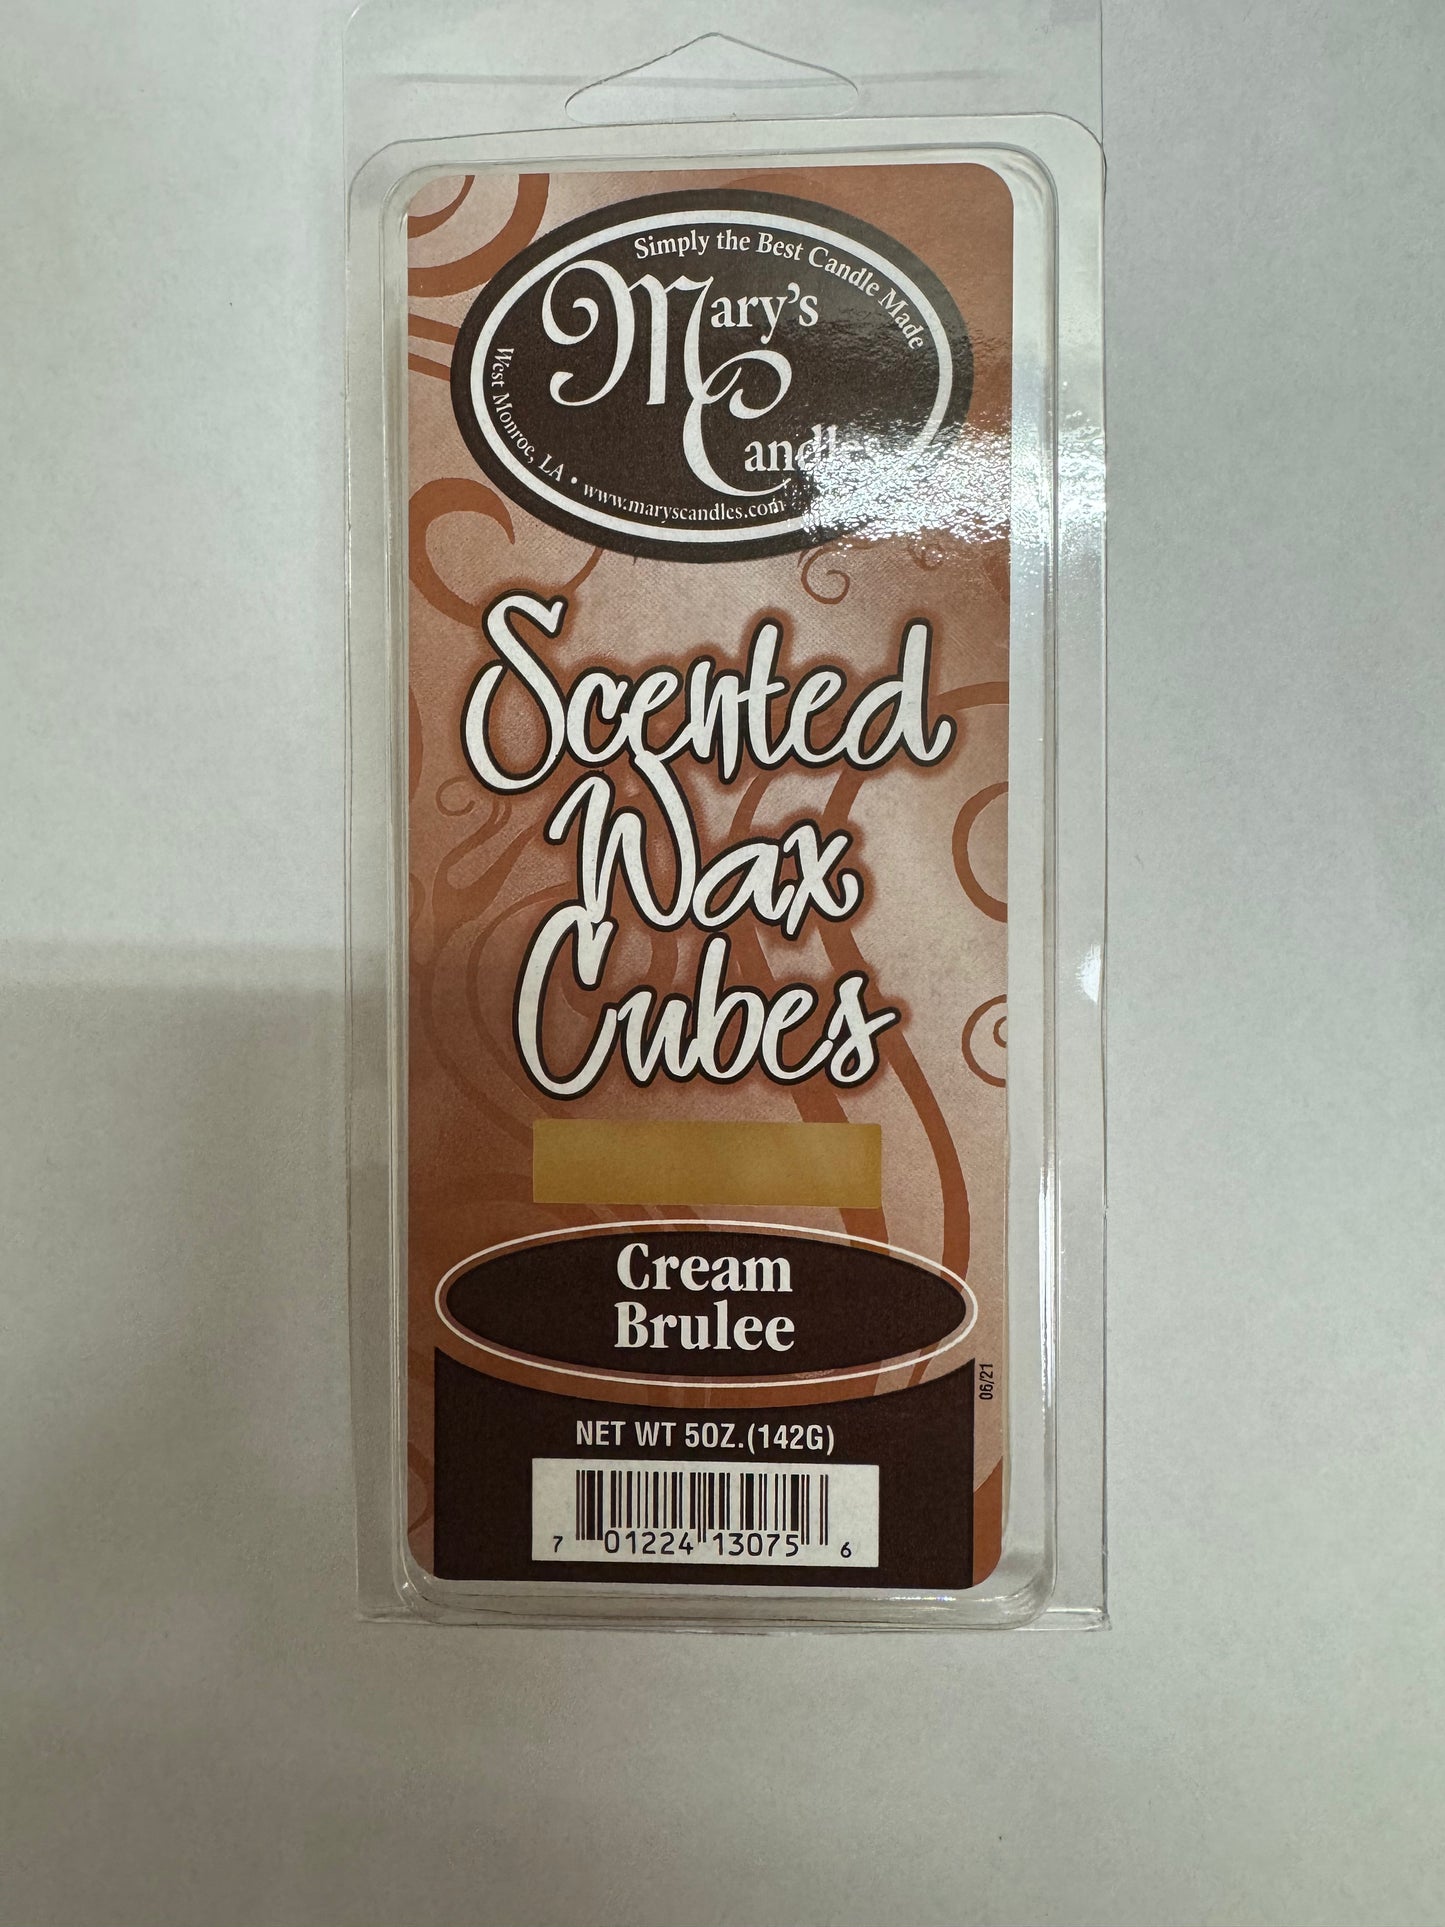 Simply the Best Candle Made
Mary's
Candles
West Monroe, LA • www.maryscandles.com
Scented
Wax
Cubes
Cream
Brulee
06/21
NET WT 5OZ.(142G)
7 01224 13075 6